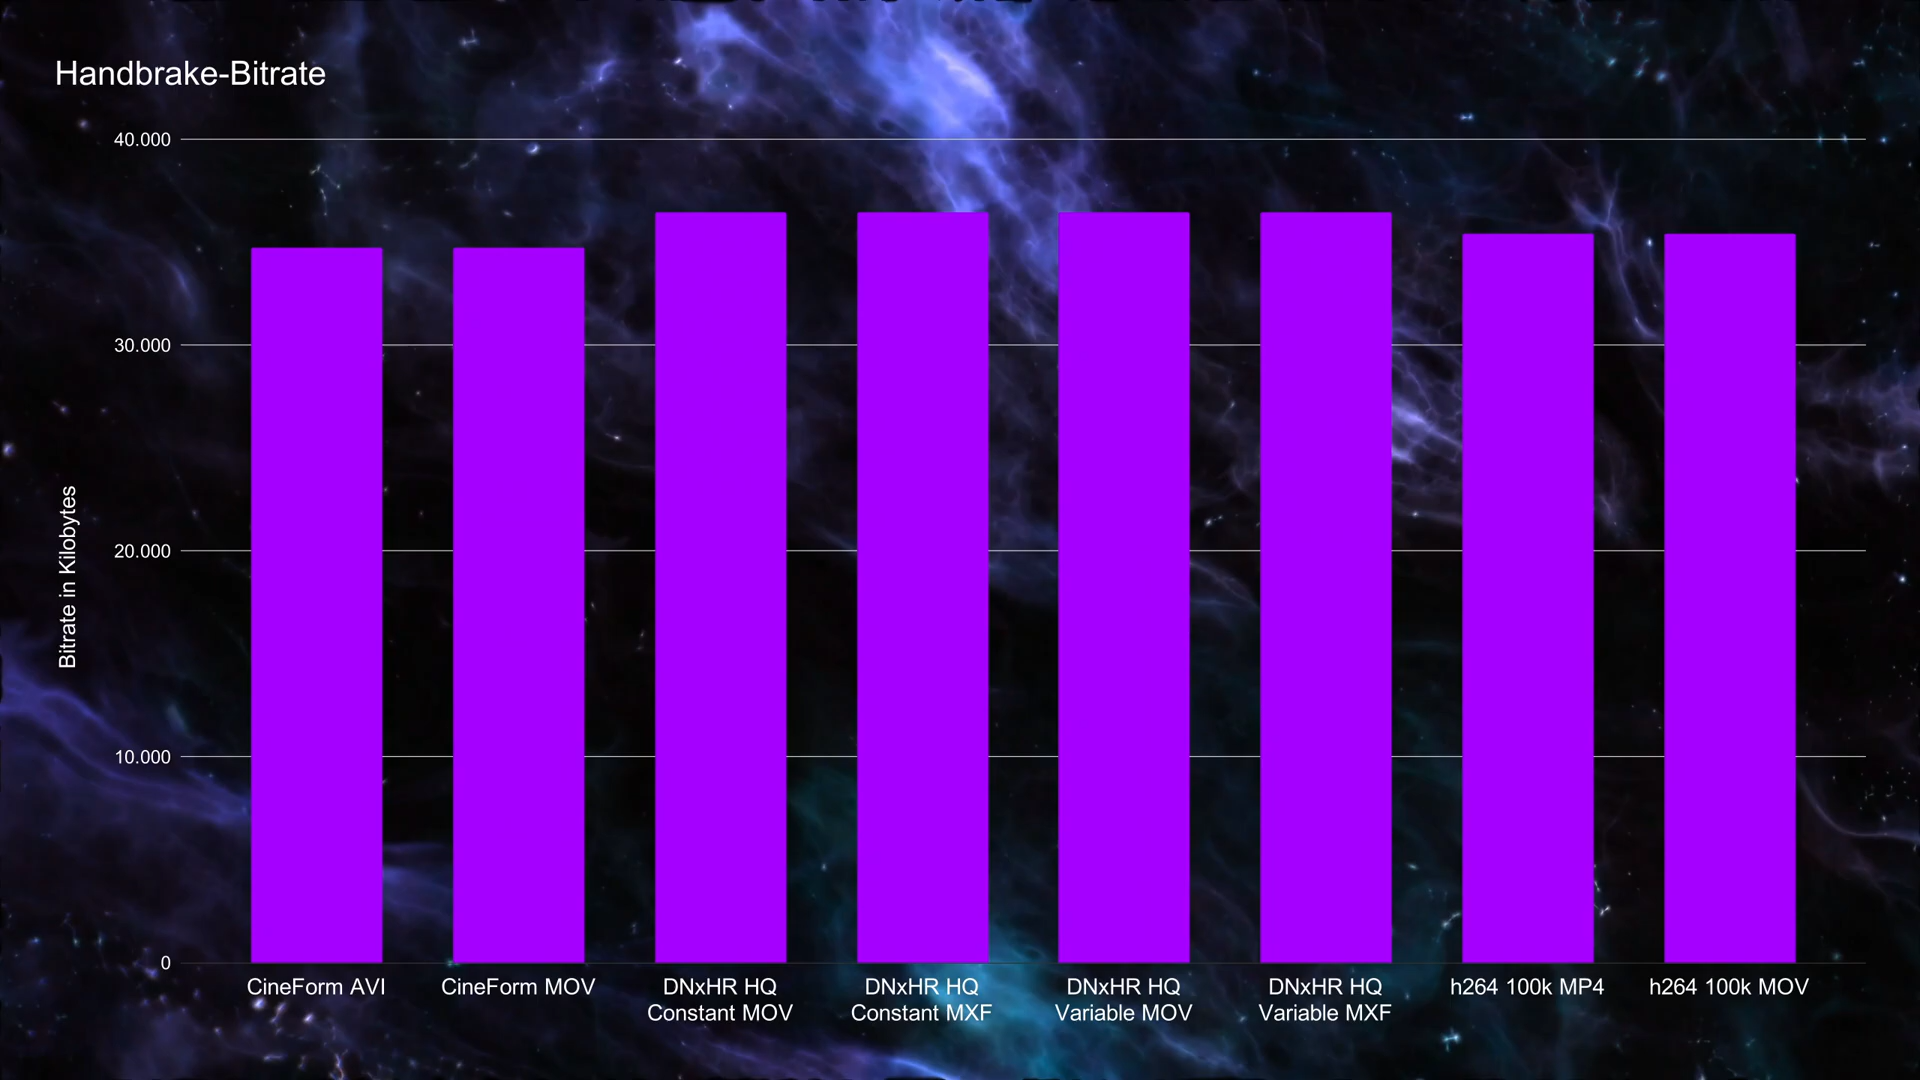 Handbrake-Bitrate
40.000
30.000
20.000
10.000
0
Bitrate in Kilobytes
CineForm AVI
CineForm MOV
DNxHR HQ
Constant MOV
DNxHR HQ
Constant MXF
DNxHR HQ
Variable MOV
DNxHR HQ
Variable MXF
h264 100k MP4
h264 100k MOV